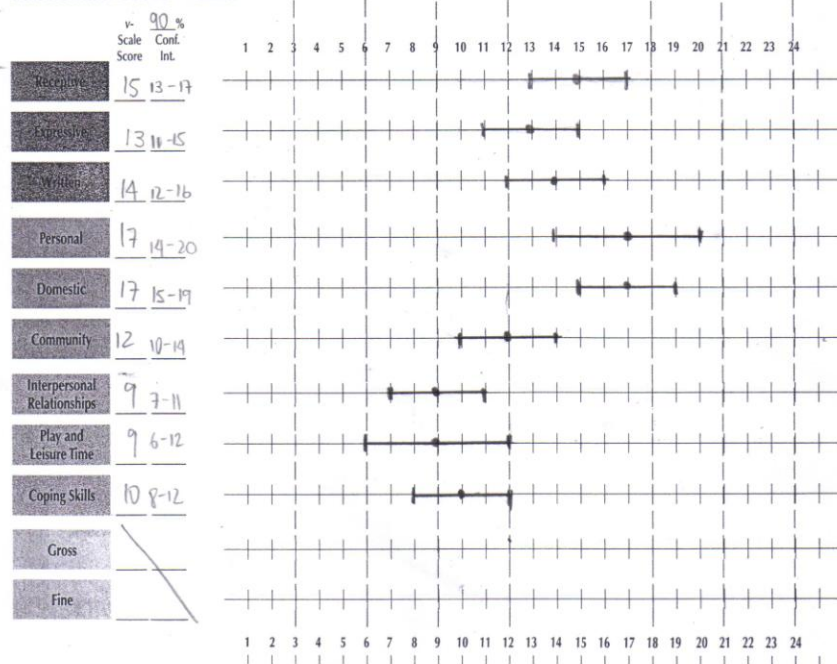 v- 90 %
Scale Conf.
Score Int.
1 2 3 4 5 6 7 8 9 10 11 12 13 14 15 16 17 18 19 20 21 22 23 24
Receptive 15 13-17
Expressive 13 11-15
Written 14 12-16
Personal 17 14-20
Domestic 17 15-19
Community 12 10-14
Interpersonal
Relationships 9 7-11
Play and
Leisure Time 9 6-12
Coping Skills 10 8-12
Gross
Fine
1 2 3 4 5 6 7 8 9 10 11 12 13 14 15 16 17 18 19 20 21 22 23 24